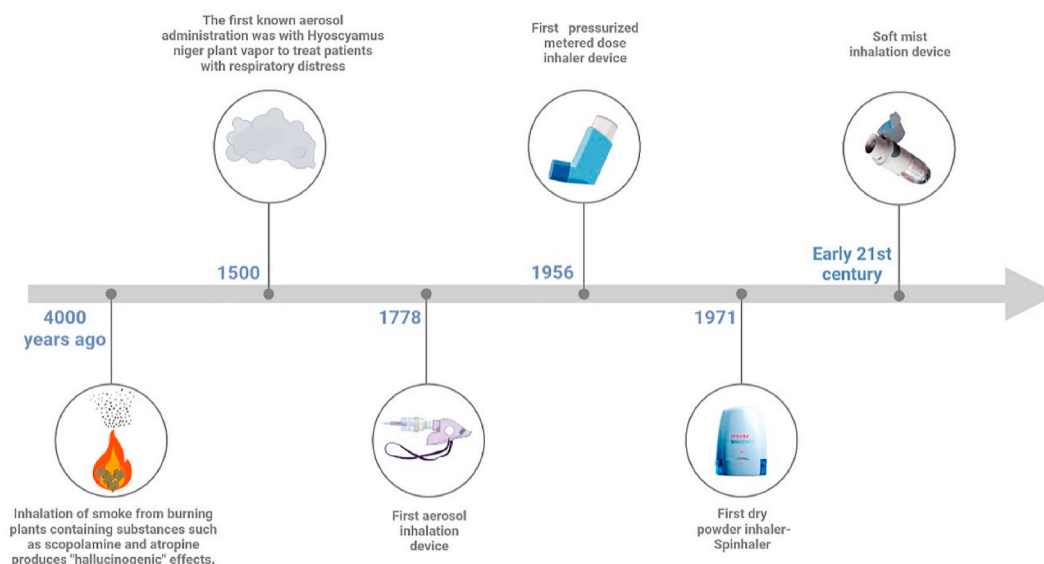 The first known aerosol
administration was with Hyoscyamus
niger plant vapor to treat patients
with respiratory distress
First pressurized
metered dose
inhaler device
Soft mist
inhalation device
1500
1956
Early 21st
century
4000
years ago
1778
1971
Inhalation of smoke from burning
plants containing substances such
as scopolamine and atropine
produces "hallucinogenic" effects.
First aerosol
inhalation
device
First dry
powder inhaler-
Spinhaler